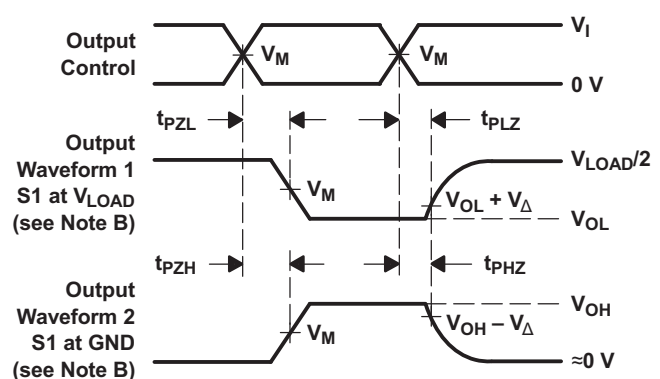 Output
Control
V_M
V_M
V_I
0 V
t_PZL
t_PLZ
Output
Waveform 1
S1 at V_LOAD
(see Note B)
V_M
V_LOAD/2
V_OL + V_Δ
V_OL
t_PZH
t_PHZ
Output
Waveform 2
S1 at GND
(see Note B)
V_M
V_OH
V_OH − V_Δ
≈0 V